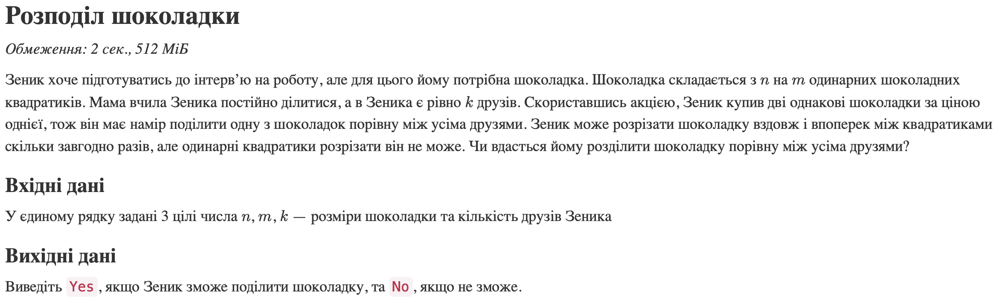 Розподіл шоколадки
Обмеження: 2 сек., 512 МіБ
Зеник хоче підготуватись до інтерв’ю на роботу, але для цього йому потрібна шоколадка. Шоколадка складається з n на m одинарних шоколадних
квадратиків. Мама вчила Зеника постійно ділитися, а в Зеника є рівно k друзів. Скориставшись акцією, Зеник купив дві однакові шоколадки за ціною
однієї, тож він має намір поділити одну з шоколадок порівну між усіма друзями. Зеник може розрізати шоколадку вздовж і впоперек між квадратиками
скільки завгодно разів, але одинарні квадратики розрізати він не може. Чи вдасться йому розділити шоколадку порівну між усіма друзями?
Вхідні дані
У єдиному рядку задані 3 цілі числа n, m, k — розміри шоколадки та кількість друзів Зеника
Вихідні дані
Виведіть Yes, якщо Зеник зможе поділити шоколадку, та No, якщо не зможе.